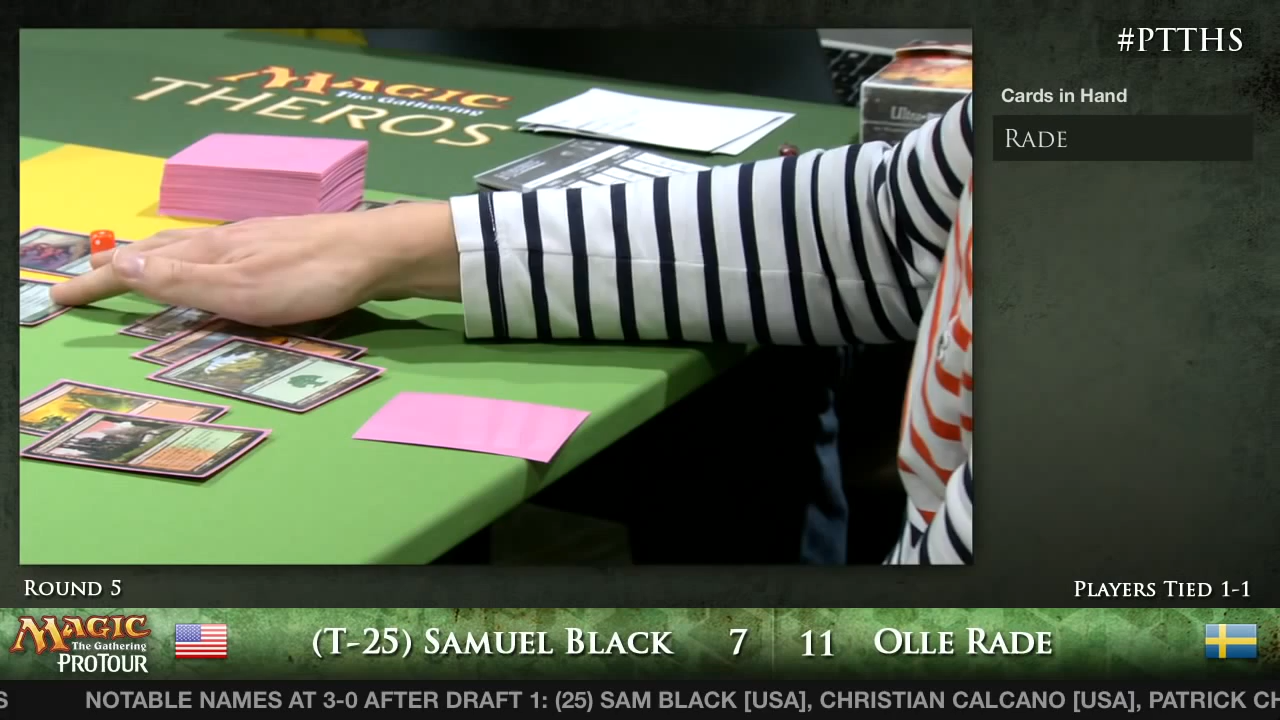 #PTTHS
Cards in Hand
RADE
MAGIC
The Gathering
THEROS
Ultra
ROUND 5
PLAYERS TIED 1-1
MAGIC
The Gathering
PROTOUR
(T-25) SAMUEL BLACK 7 11 OLLE RADE
S NOTABLE NAMES AT 3-0 AFTER DRAFT 1: (25) SAM BLACK [USA], CHRISTIAN CALCANO [USA], PATRICK CH